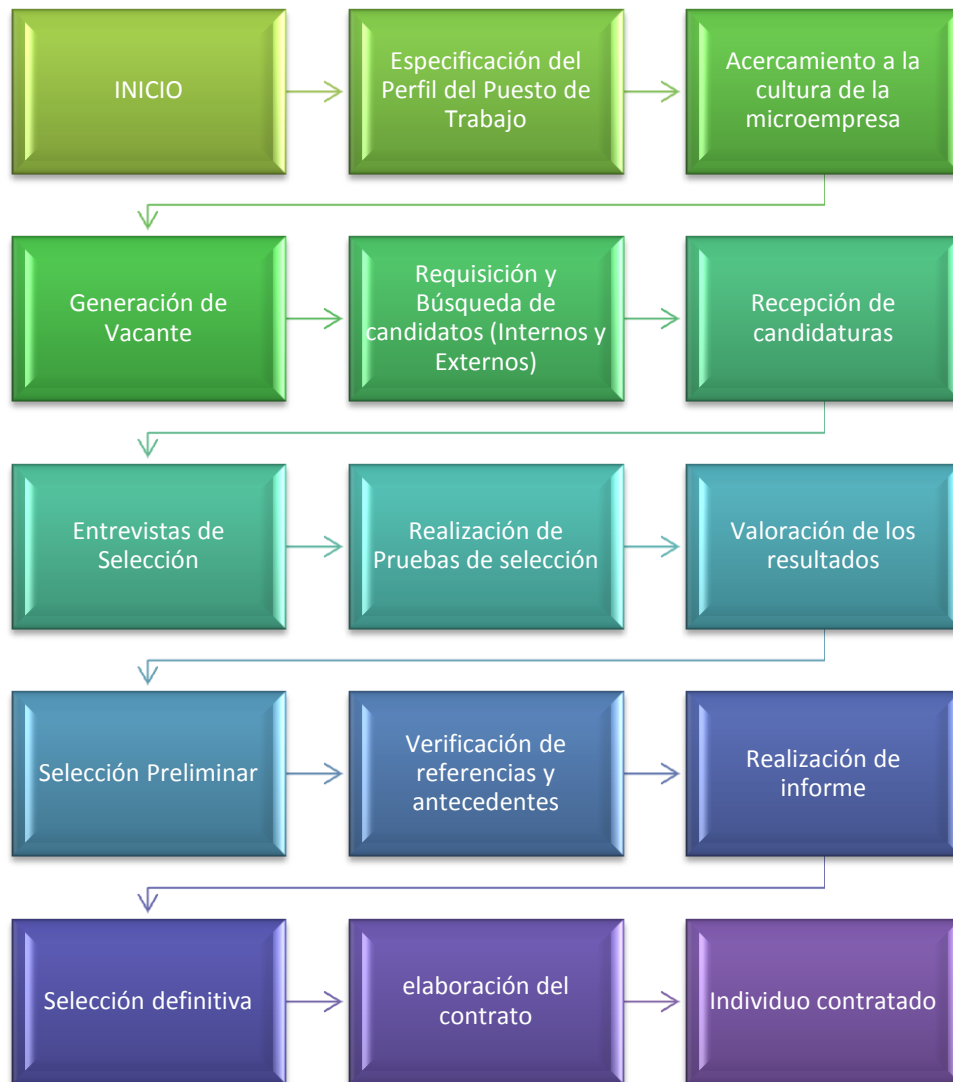 INICIO
Especificación del
Perfil del Puesto de
Trabajo
Acercamiento a la
cultura de la
microempresa
Generación de
Vacante
Requisición y
Búsqueda de
candidatos (Internos y
Externos)
Recepción de
candidaturas
Entrevistas de
Selección
Realización de
Pruebas de selección
Valoración de los
resultados
Selección Preliminar
Verificación de
referencias y
antecedentes
Realización de
informe
Selección definitiva
elaboración del
contrato
Individuo contratado